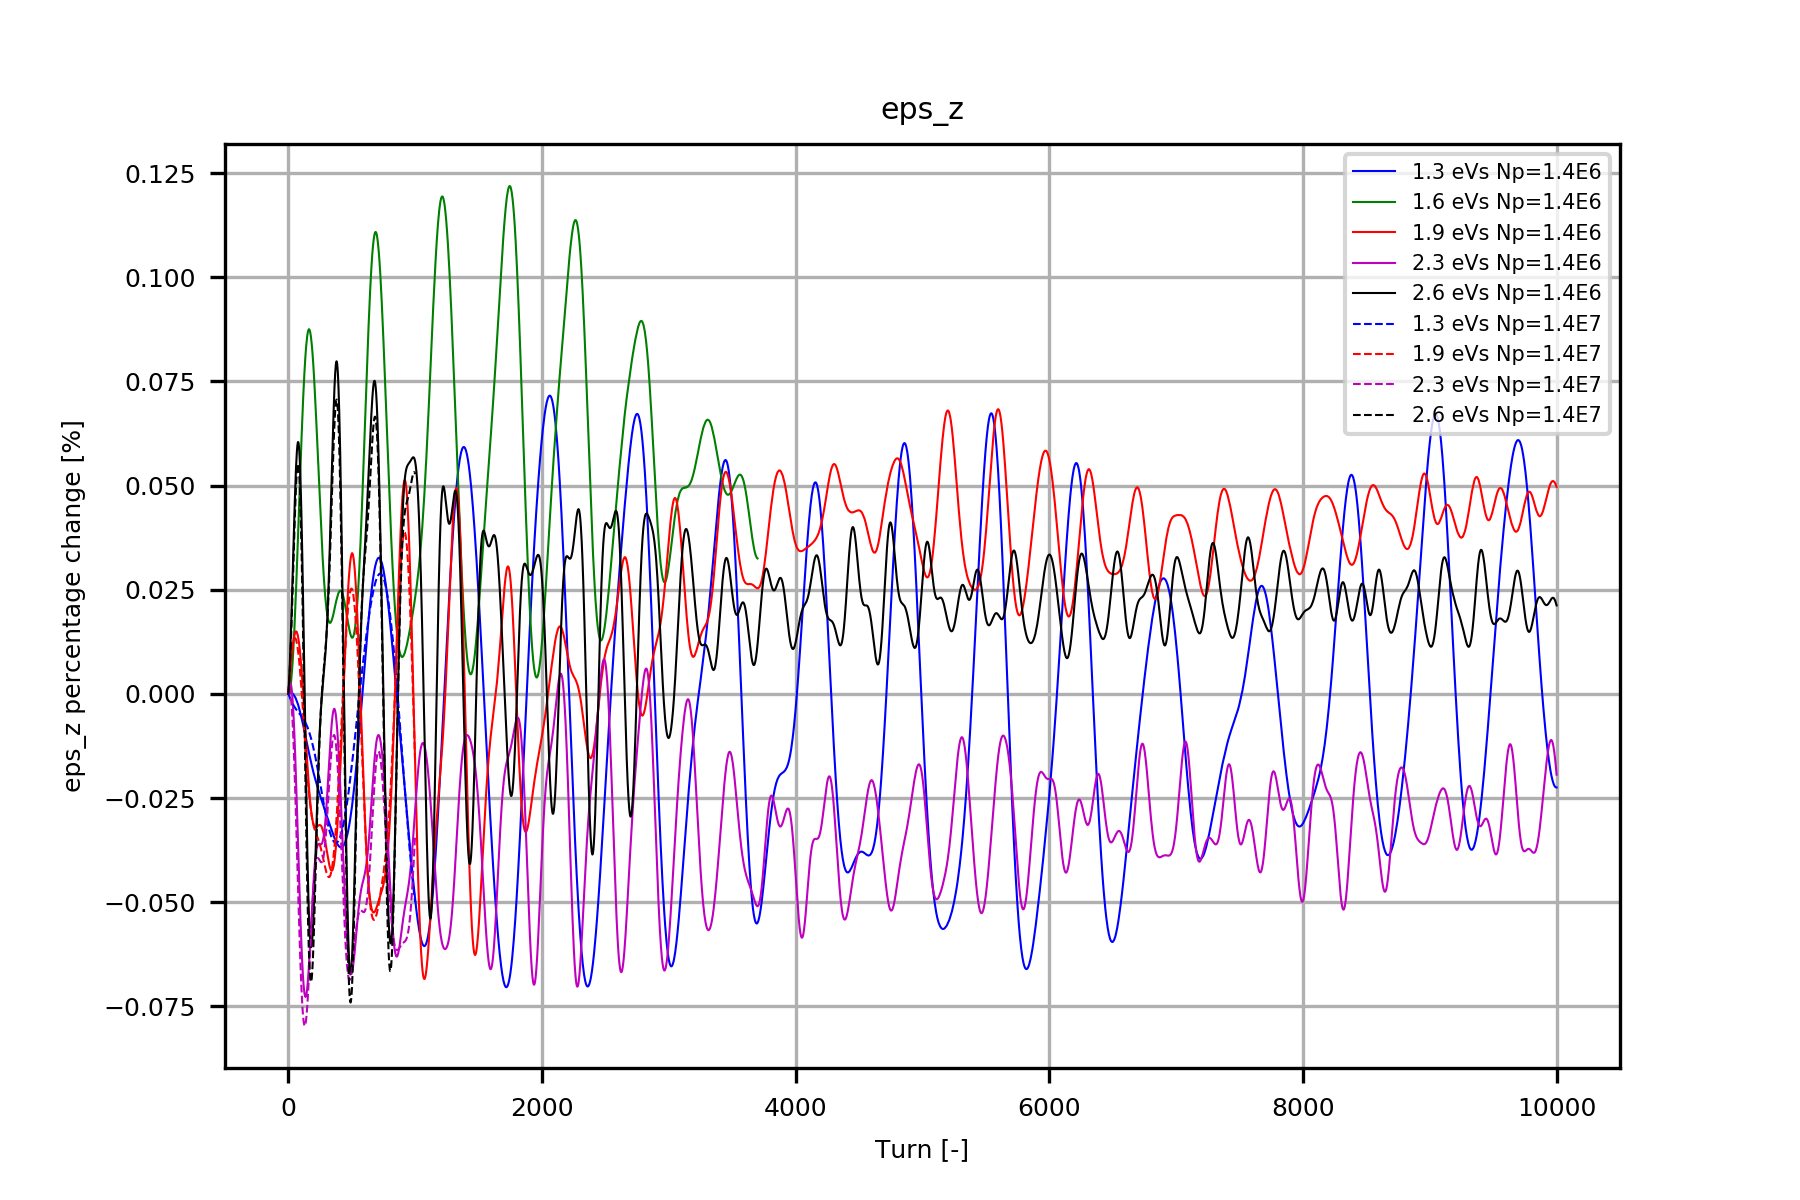 eps_z
0.125
0.100
0.075
0.050
0.025
0.000
−0.025
−0.050
−0.075
eps_z percentage change [%]
1.3 eVs Np=1.4E6
1.6 eVs Np=1.4E6
1.9 eVs Np=1.4E6
2.3 eVs Np=1.4E6
2.6 eVs Np=1.4E6
1.3 eVs Np=1.4E7
1.9 eVs Np=1.4E7
2.3 eVs Np=1.4E7
2.6 eVs Np=1.4E7
0 2000 4000 6000 8000 10000
Turn [-]